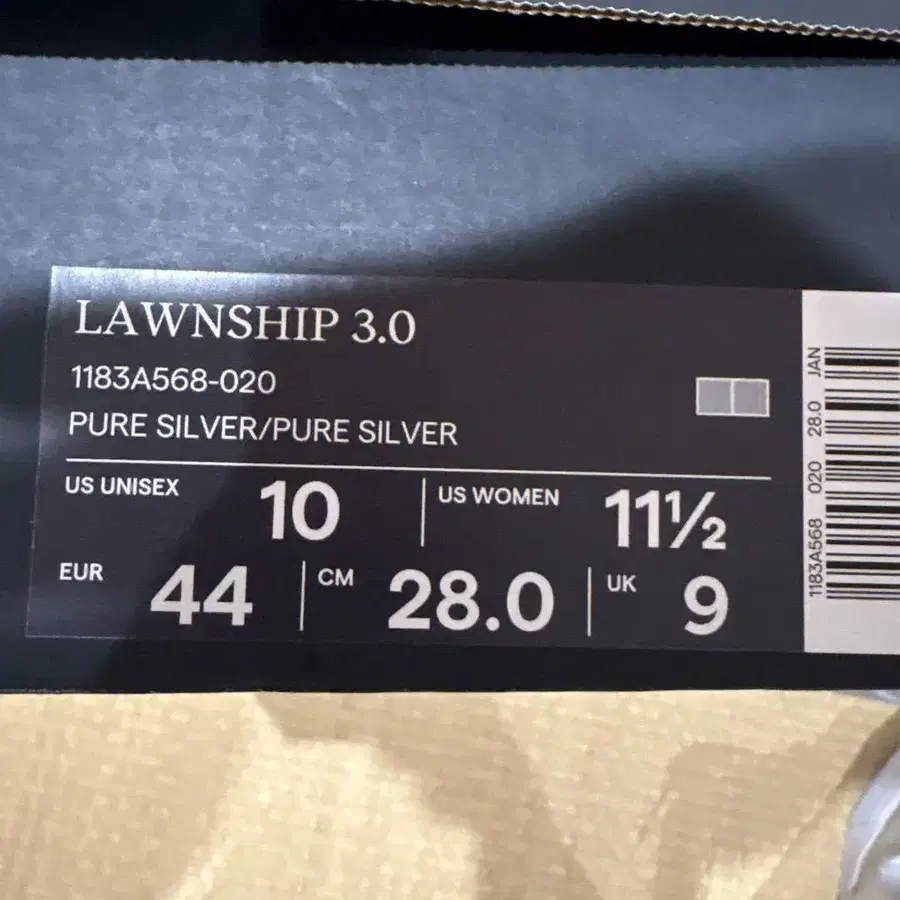 LAWNSHIP 3.0
1183A568-020
PURE SILVER/PURE SILVER
US UNISEX 10 US WOMEN 11½
EUR 44 CM 28.0 UK 9
1183A568 020 28.0 JAN